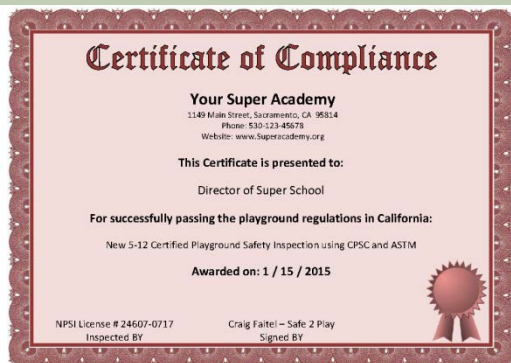 Certificate of Compliance
Your Super Academy
1149 Main Street, Sacramento, CA 95814
Phone: 530-123-45678
Website: www.Superacademy.org
This Certificate is presented to:
Director of Super School
For successfully passing the playground regulations in California:
New 5-12 Certified Playground Safety Inspection using CPSC and ASTM
Awarded on: 1 / 15 / 2015
NPSI License # 24607-0717
Inspected BY
Craig Faitel – Safe 2 Play
Signed BY